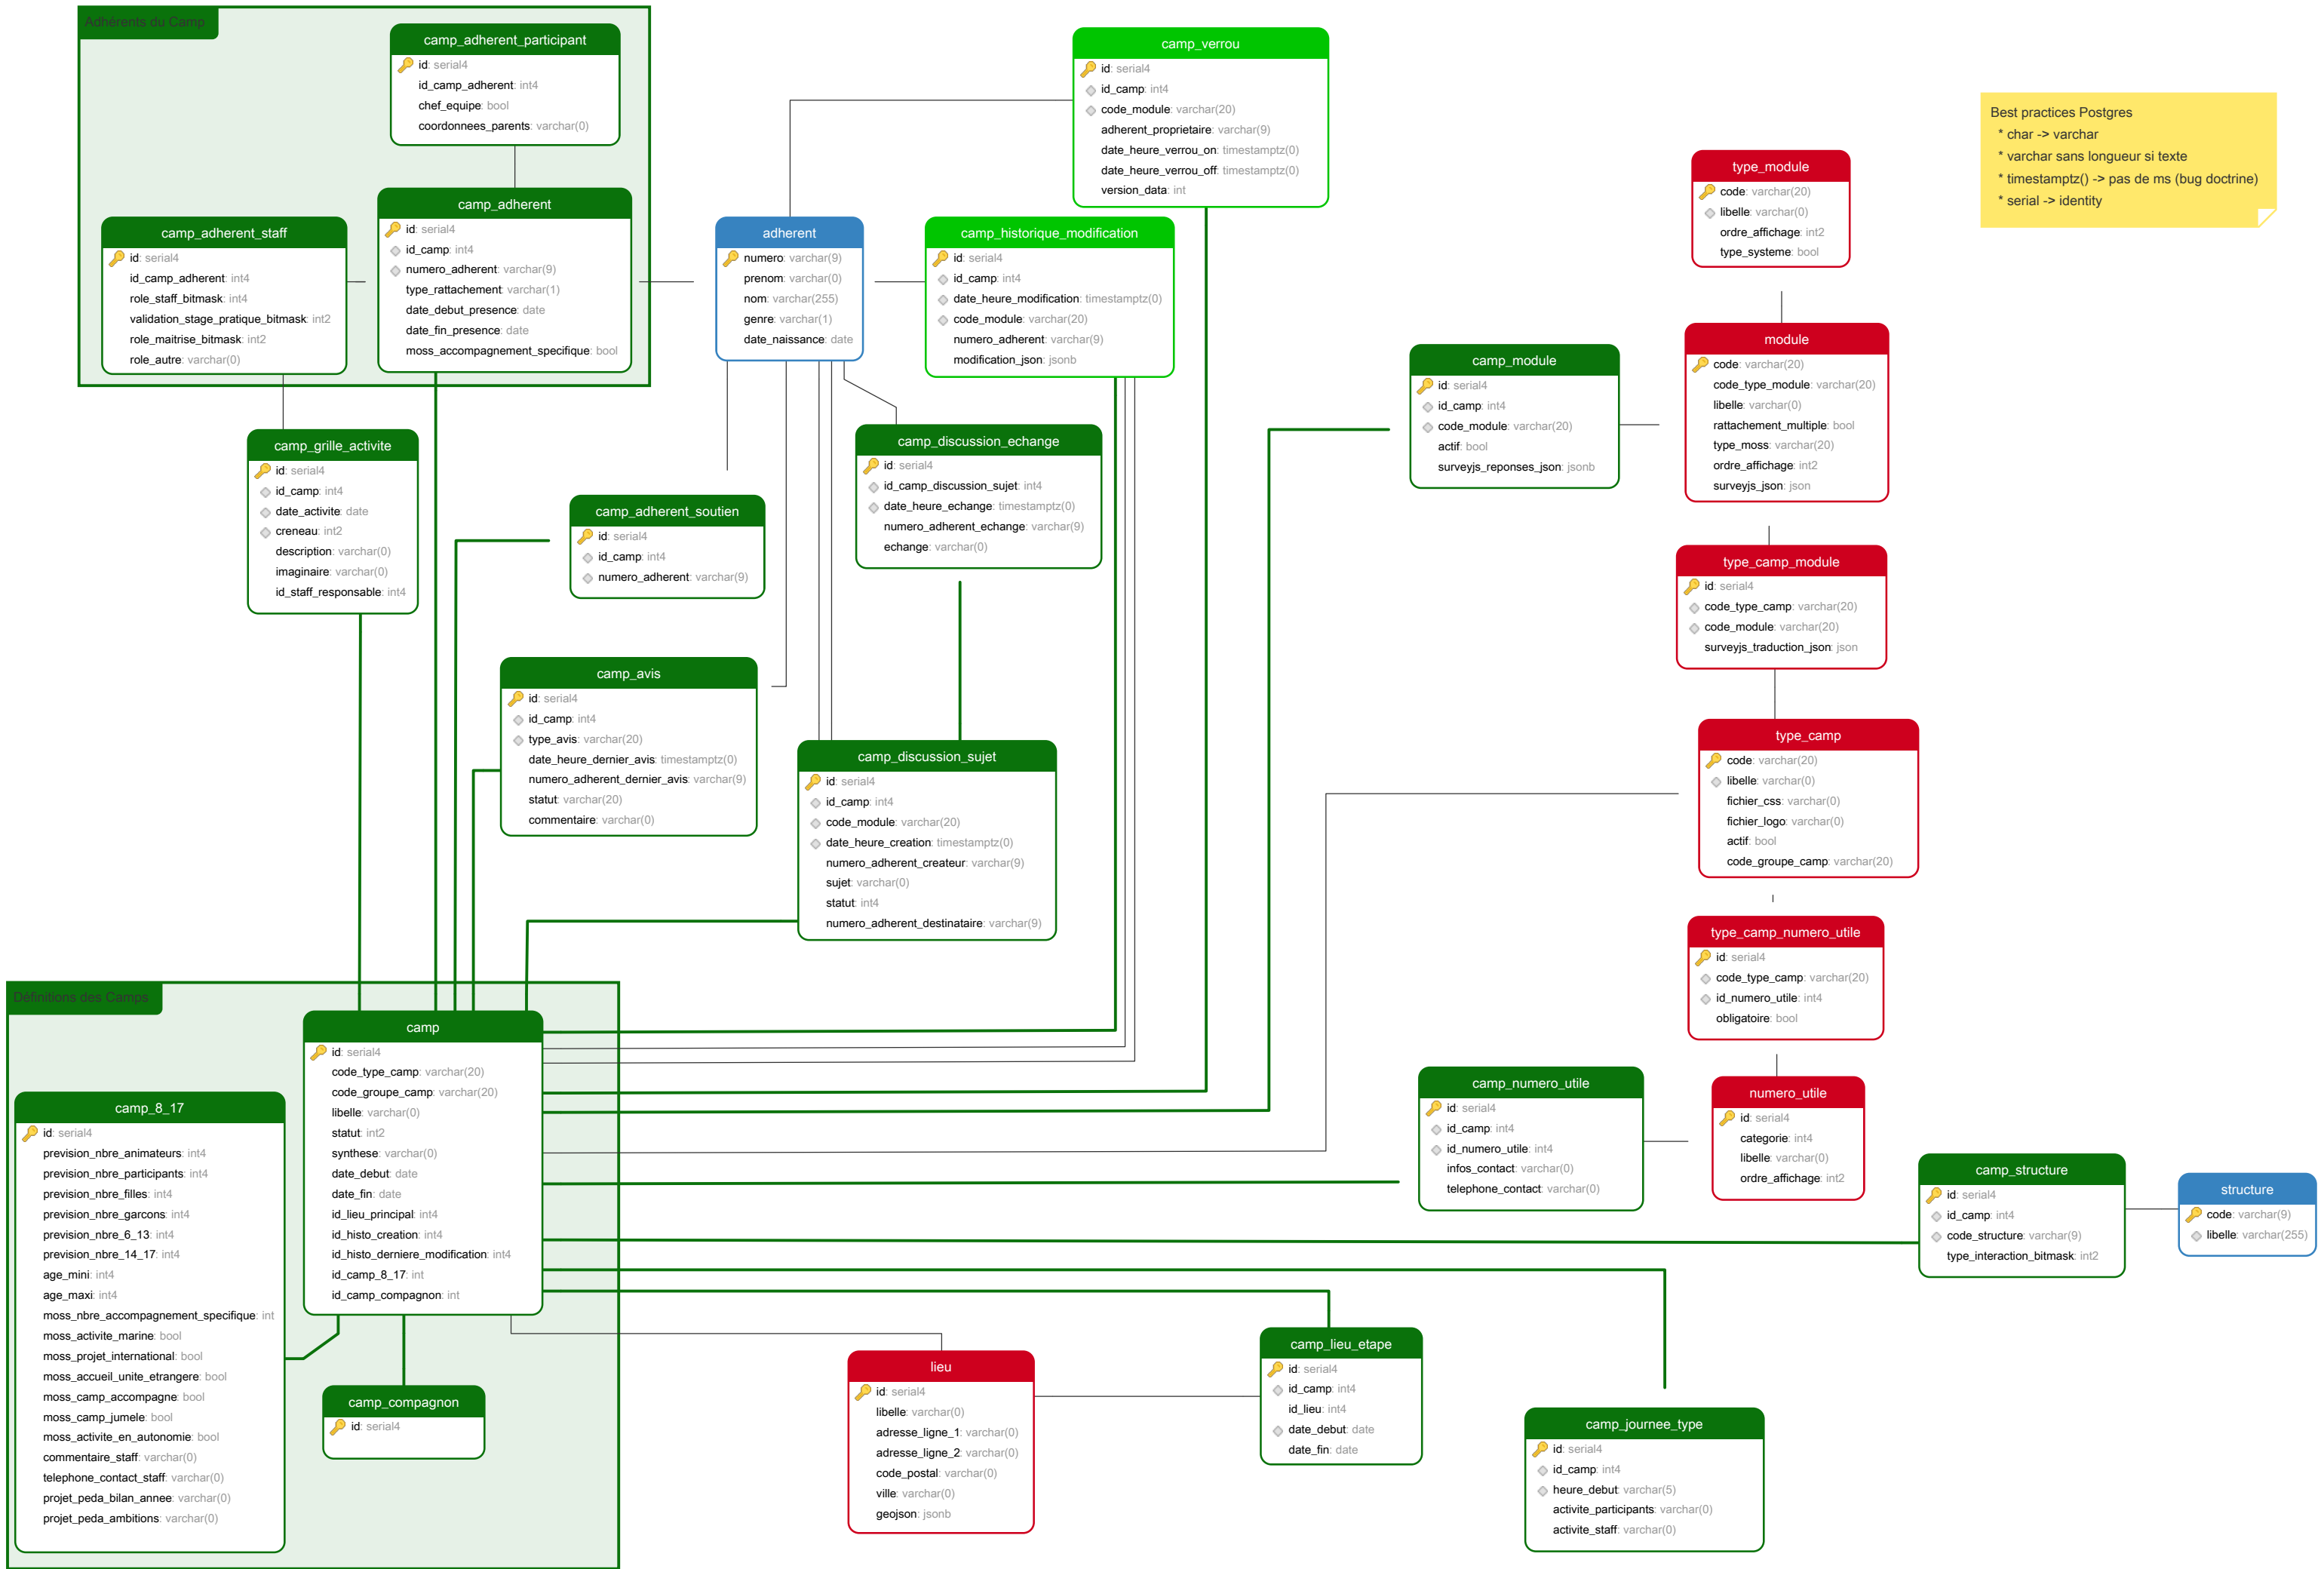 Adhérents du Camp
camp_adherent_participant
id: serial4
id_camp_adherent: int4
chef_equipe: bool
coordonnees_parents: varchar(0)
camp_adherent_staff
id: serial4
id_camp_adherent: int4
role_staff_bitmask: int4
validation_stage_pratique_bitmask: int2
role_maitrise_bitmask: int2
role_autre: varchar(0)
camp_adherent
id: serial4
id_camp: int4
numero_adherent: varchar(9)
type_rattachement: varchar(1)
date_debut_presence: date
date_fin_presence: date
moss_accompagnement_specifique: bool
adherent
numero: varchar(9)
prenom: varchar(0)
nom: varchar(255)
genre: varchar(1)
date_naissance: date
camp_verrou
id: serial4
id_camp: int4
code_module: varchar(20)
adherent_proprietaire: varchar(9)
date_heure_verrou_on: timestamptz(0)
date_heure_verrou_off: timestamptz(0)
version_data: int
camp_historique_modification
id: serial4
id_camp: int4
date_heure_modification: timestamptz(0)
code_module: varchar(20)
numero_adherent: varchar(9)
modification_json: jsonb
Best practices Postgres
* char -> varchar
* varchar sans longueur si texte
* timestamptz() -> pas de ms (bug doctrine)
* serial -> identity
type_module
code: varchar(20)
libelle: varchar(0)
ordre_affichage: int2
type_systeme: bool
module
code: varchar(20)
code_type_module: varchar(20)
libelle: varchar(0)
rattachement_multiple: bool
type_moss: varchar(20)
ordre_affichage: int2
surveyjs_json: json
camp_module
id: serial4
id_camp: int4
code_module: varchar(20)
actif: bool
surveyjs_reponses_json: jsonb
camp_grille_activite
id: serial4
id_camp: int4
date_activite: date
creneau: int2
description: varchar(0)
imaginaire: varchar(0)
id_staff_responsable: int4
camp_discussion_echange
id: serial4
id_camp_discussion_sujet: int4
date_heure_echange: timestamptz(0)
numero_adherent_echange: varchar(9)
echange: varchar(0)
camp_adherent_soutien
id: serial4
id_camp: int4
numero_adherent: varchar(9)
type_camp_module
id: serial4
code_type_camp: varchar(20)
code_module: varchar(20)
surveyjs_traduction_json: json
camp_avis
id: serial4
id_camp: int4
type_avis: varchar(20)
date_heure_dernier_avis: timestamptz(0)
numero_adherent_dernier_avis: varchar(9)
statut: varchar(20)
commentaire: varchar(0)
camp_discussion_sujet
id: serial4
id_camp: int4
code_module: varchar(20)
date_heure_creation: timestamptz(0)
numero_adherent_createur: varchar(9)
sujet: varchar(0)
statut: int4
numero_adherent_destinataire: varchar(9)
type_camp
code: varchar(20)
libelle: varchar(0)
fichier_css: varchar(0)
fichier_logo: varchar(0)
actif: bool
code_groupe_camp: varchar(20)
type_camp_numero_utile
id: serial4
code_type_camp: varchar(20)
id_numero_utile: int4
obligatoire: bool
Définitions des Camps
camp
id: serial4
code_type_camp: varchar(20)
code_groupe_camp: varchar(20)
libelle: varchar(0)
statut: int2
synthese: varchar(0)
date_debut: date
date_fin: date
id_lieu_principal: int4
id_histo_creation: int4
id_histo_derniere_modification: int4
id_camp_8_17: int
id_camp_compagnon: int
camp_8_17
id: serial4
prevision_nbre_animateurs: int4
prevision_nbre_participants: int4
prevision_nbre_filles: int4
prevision_nbre_garcons: int4
prevision_nbre_6_13: int4
prevision_nbre_14_17: int4
age_mini: int4
age_maxi: int4
moss_nbre_accompagnement_specifique: int
moss_activite_marine: bool
moss_projet_international: bool
moss_accueil_unite_etrangere: bool
moss_camp_accompagne: bool
moss_camp_jumele: bool
moss_activite_en_autonomie: bool
commentaire_staff: varchar(0)
telephone_contact_staff: varchar(0)
projet_peda_bilan_annee: varchar(0)
projet_peda_ambitions: varchar(0)
camp_compagnon
id: serial4
camp_numero_utile
id: serial4
id_camp: int4
id_numero_utile: int4
infos_contact: varchar(0)
telephone_contact: varchar(0)
numero_utile
id: serial4
categorie: int4
libelle: varchar(0)
ordre_affichage: int2
camp_structure
id: serial4
id_camp: int4
code_structure: varchar(9)
type_interaction_bitmask: int2
structure
code: varchar(9)
libelle: varchar(255)
lieu
id: serial4
libelle: varchar(0)
adresse_ligne_1: varchar(0)
adresse_ligne_2: varchar(0)
code_postal: varchar(0)
ville: varchar(0)
geojson: jsonb
camp_lieu_etape
id: serial4
id_camp: int4
id_lieu: int4
date_debut: date
date_fin: date
camp_journee_type
id: serial4
id_camp: int4
heure_debut: varchar(5)
activite_participants: varchar(0)
activite_staff: varchar(0)